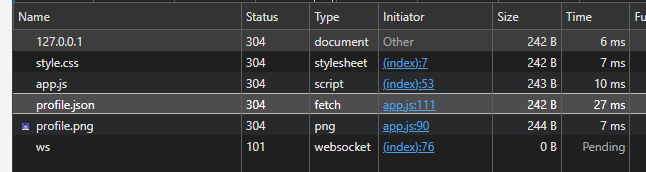 Name Status Type Initiator Size Time Fu
127.0.0.1 304 document Other 242 B 6 ms
style.css 304 stylesheet (index):7 242 B 7 ms
app.js 304 script (index):53 243 B 10 ms
profile.json 304 fetch app.js:111 242 B 27 ms
profile.png 304 png app.js:90 244 B 7 ms
ws 101 websocket (index):76 0 B Pending